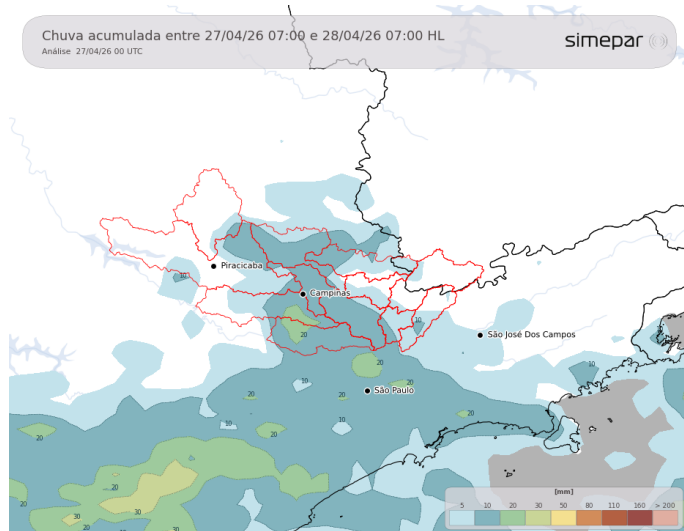 Chuva acumulada entre 27/04/26 07:00 e 28/04/26 07:00 HL
Análise 27/04/26 00 UTC
simepar
10
Piracicaba
Campinas
20
10
São José Dos Campos
20
10
20
São Paulo
20
20
20
10
10
20
20
20
30
30
20
[mm]
5 10 20 30 50 80 110 160 > 200